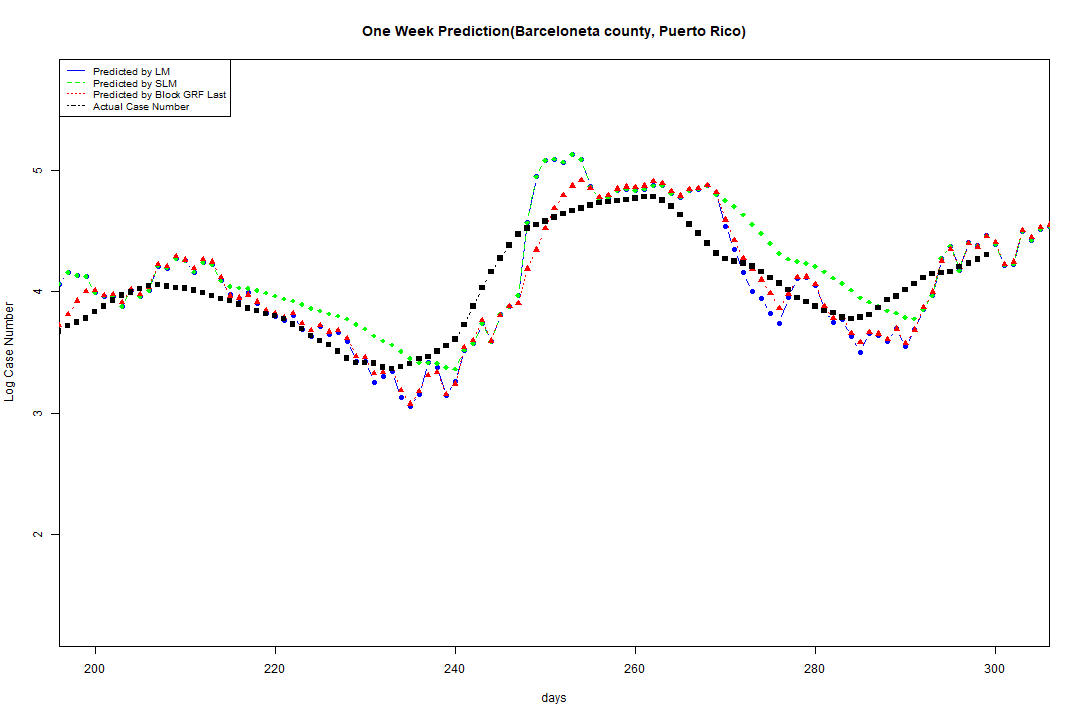 One Week Prediction(Barceloneta county, Puerto Rico)
Predicted by LM
Predicted by SLM
Predicted by Block GRF Last
Actual Case Number
5
4
3
2
Log Case Number
200 220 240 260 280 300
days